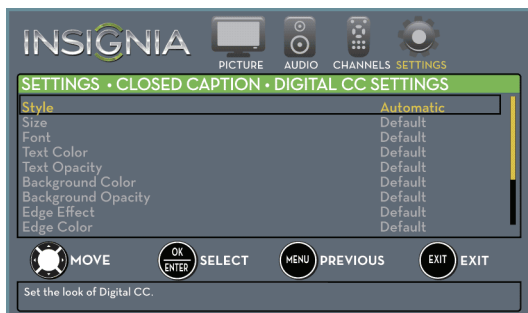 INSIGNIA
PICTURE AUDIO CHANNELS SETTINGS
SETTINGS • CLOSED CAPTION • DIGITAL CC SETTINGS
Style Automatic
Size Default
Font Default
Text Color Default
Text Opacity Default
Background Color Default
Background Opacity Default
Edge Effect Default
Edge Color Default
MOVE OK ENTER SELECT MENU PREVIOUS EXIT EXIT
Set the look of Digital CC.